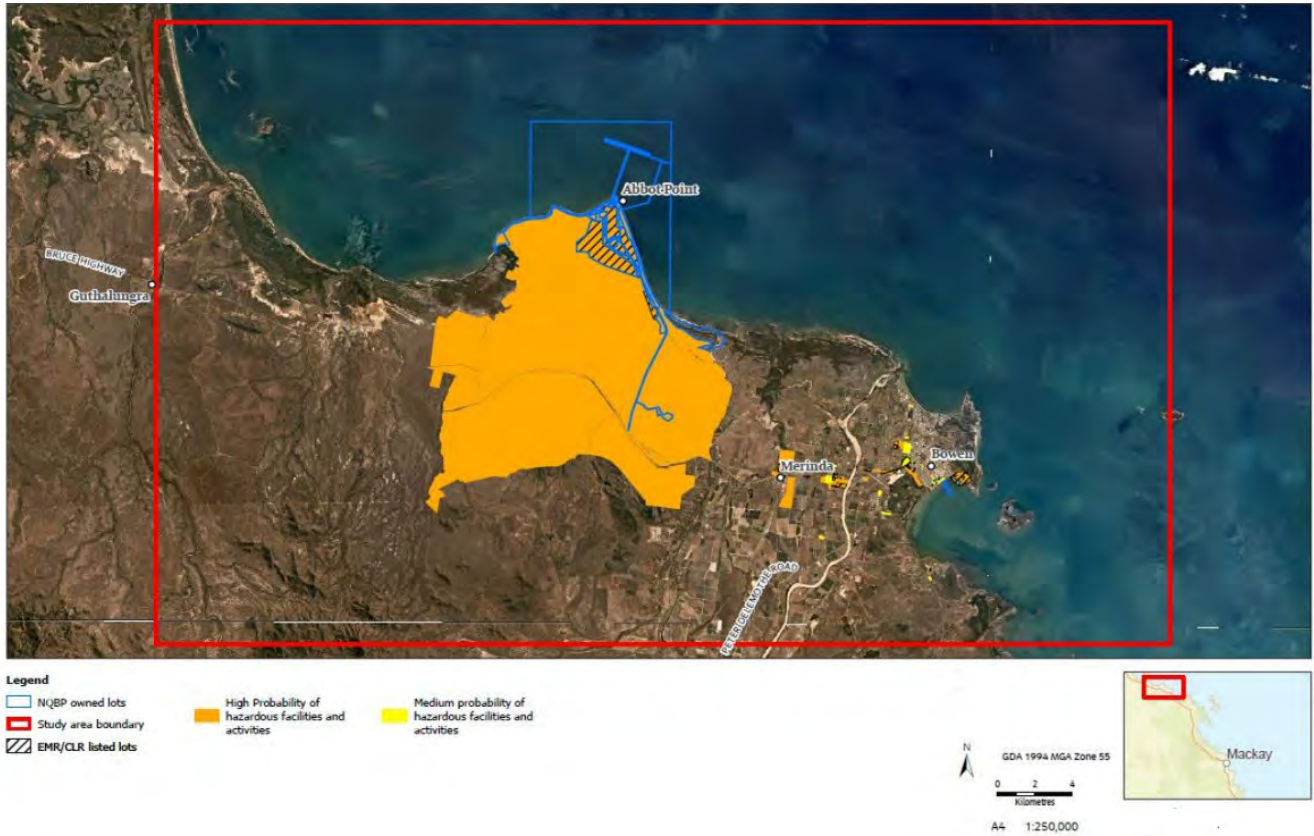 Abbot Point
BRUCE HIGHWAY
Guthalungra
Merinda
Bowen
PETER DELEMOTHE ROAD
Legend
NQBP owned lots
Study area boundary
EMR/CLR listed lots
High Probability of
hazardous facilities and
activities
Medium probability of
hazardous facilities and
activities
N
GDA 1994 MGA Zone 55
0 2 4
Kilometres
A4 1:250,000
Mackay